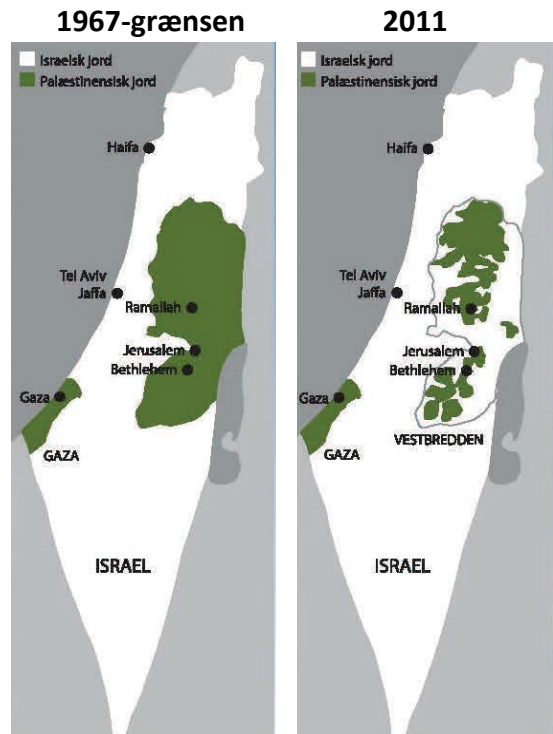 1967-grænsen
Israelsk jord
Palæstinensisk jord
Haifa
Tel Aviv
Jaffa
Ramallah
Jerusalem
Bethlehem
Gaza
GAZA
ISRAEL
2011
Israelsk jord
Palæstinensisk jord
Haifa
Tel Aviv
Jaffa
Ramallah
Jerusalem
Bethlehem
Gaza
VESTBREDDEN
GAZA
ISRAEL